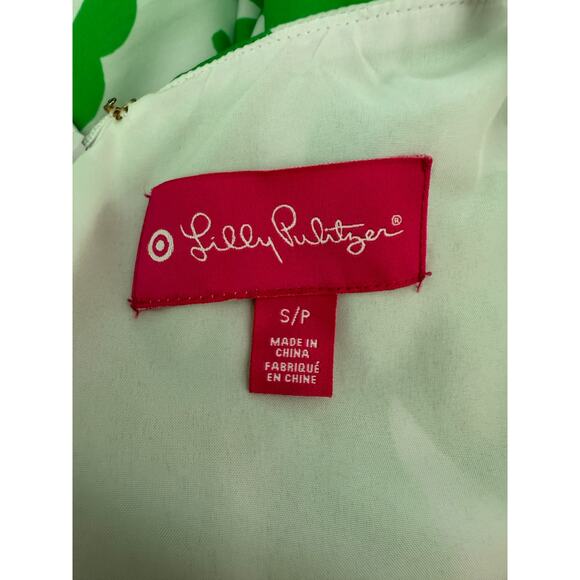 Lilly Pulitzer®
S/P
MADE IN
CHINA
FABRIQUÉ
EN CHINE